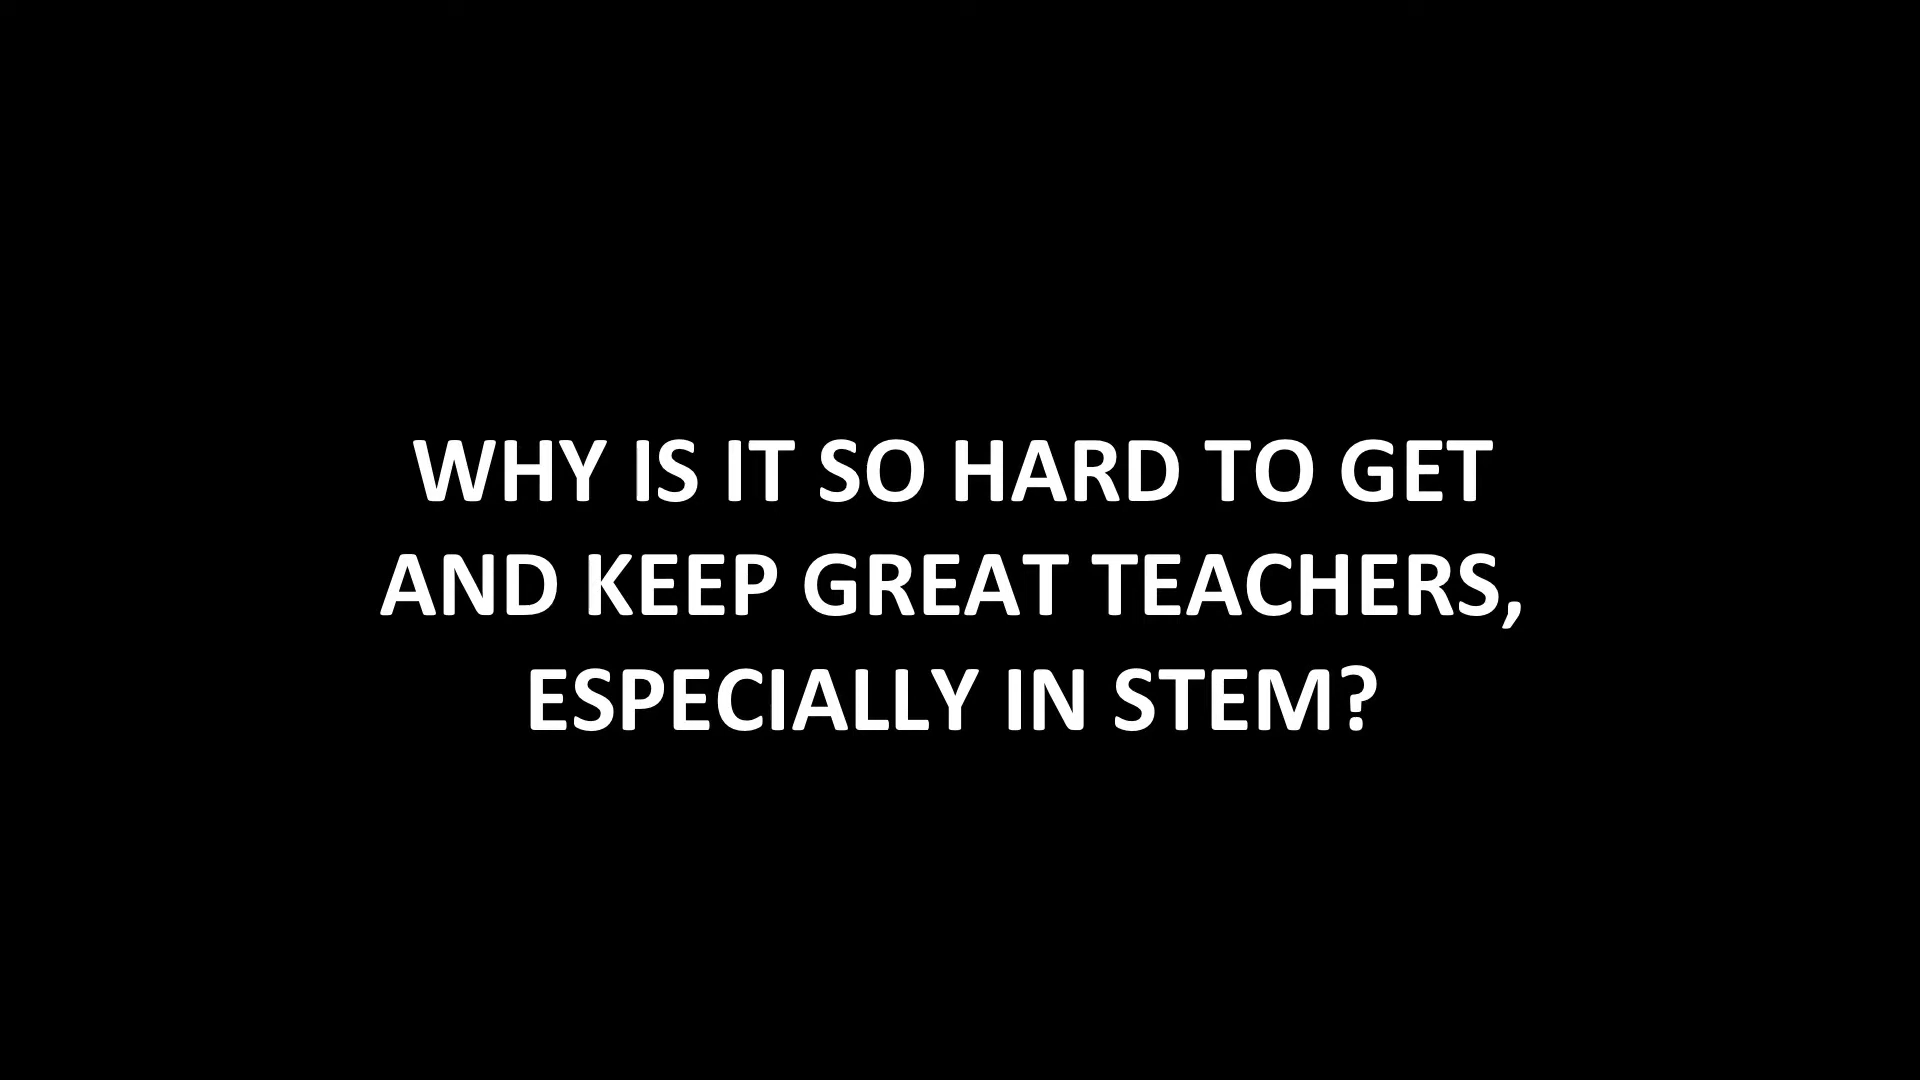 WHY IS IT SO HARD TO GET
AND KEEP GREAT TEACHERS,
ESPECIALLY IN STEM?